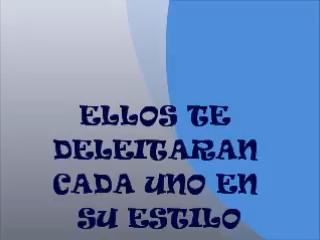 ELLOS TE
DELEITARAN
CADA UNO EN
SU ESTILO